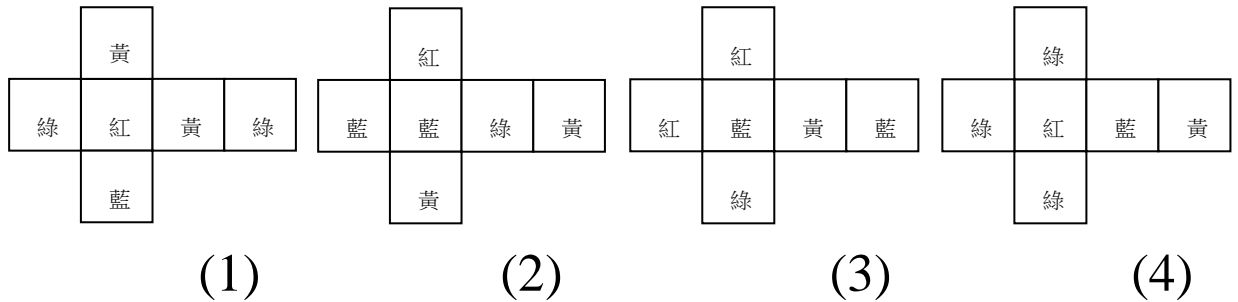 黃 紅 紅 綠
綠 紅 黃 綠 藍 藍 綠 黃 紅 藍 黃 藍 綠 紅 藍 黃
藍 黃 綠 綠
(1) (2) (3) (4)